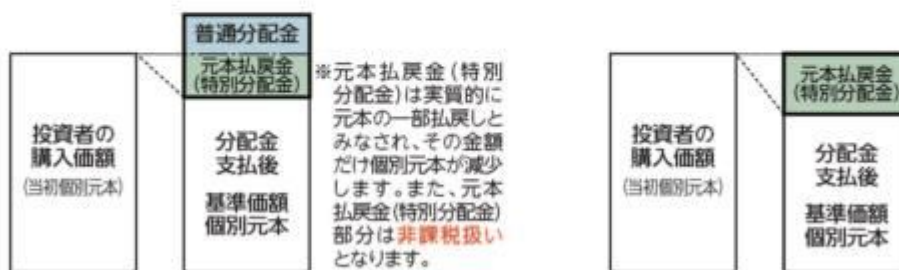 普通分配金
元本払戻金
(特別分配金)
投資者の
購入価額
(当初個別元本)
分配金
支払後
基準価額
個別元本
※元本払戻金(特別
分配金)は実質的に
元本の一部払戻しと
みなされ、その金額
だけ個別元本が減少
します。また、元本
払戻金(特別分配金)
部分は非課税扱い
となります。
投資者の
購入価額
(当初個別元本)
元本払戻金
(特別分配金)
分配金
支払後
基準価額
個別元本